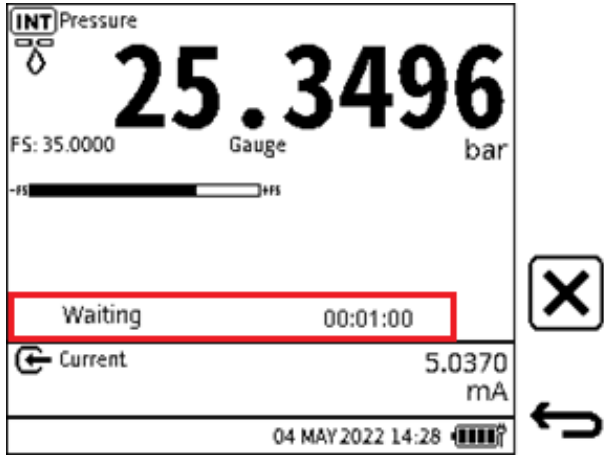 INT Pressure
25.3496
FS: 35.0000 Gauge bar
-FS +FS
Waiting 00:01:00
Current 5.0370
mA
04 MAY 2022 14:28